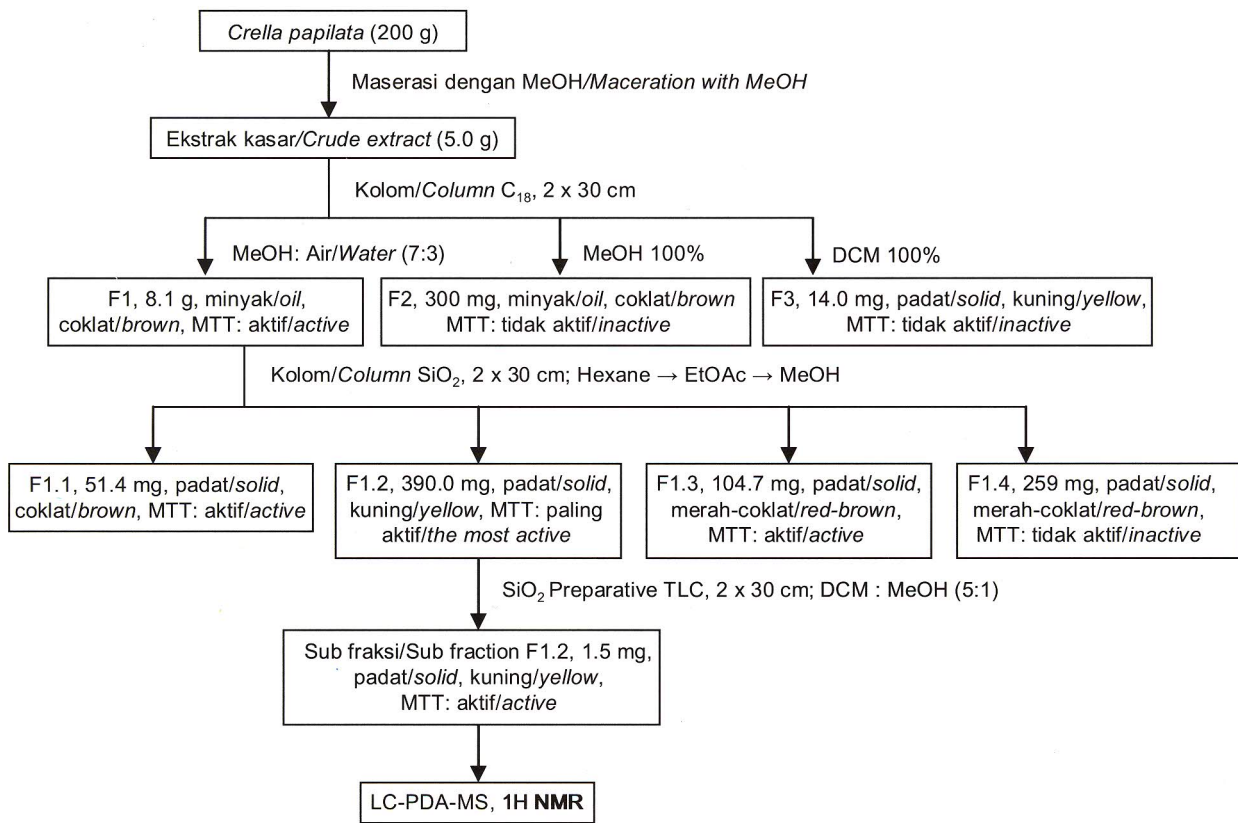 Crella papilata (200 g)
Maserasi dengan MeOH/Maceration with MeOH
Ekstrak kasar/Crude extract (5.0 g)
Kolom/Column C₁₈, 2 x 30 cm
MeOH: Air/Water (7:3)
MeOH 100%
DCM 100%
F1, 8.1 g, minyak/oil,
coklat/brown, MTT: aktif/active
F2, 300 mg, minyak/oil, coklat/brown
MTT: tidak aktif/inactive
F3, 14.0 mg, padat/solid, kuning/yellow,
MTT: tidak aktif/inactive
Kolom/Column SiO₂, 2 x 30 cm; Hexane → EtOAc → MeOH
F1.1, 51.4 mg, padat/solid,
coklat/brown, MTT: aktif/active
F1.2, 390.0 mg, padat/solid,
kuning/yellow, MTT: paling
aktif/the most active
F1.3, 104.7 mg, padat/solid,
merah-coklat/red-brown,
MTT: aktif/active
F1.4, 259 mg, padat/solid,
merah-coklat/red-brown,
MTT: tidak aktif/inactive
SiO₂ Preparative TLC, 2 x 30 cm; DCM : MeOH (5:1)
Sub fraksi/Sub fraction F1.2, 1.5 mg,
padat/solid, kuning/yellow,
MTT: aktif/active
LC-PDA-MS, 1H NMR